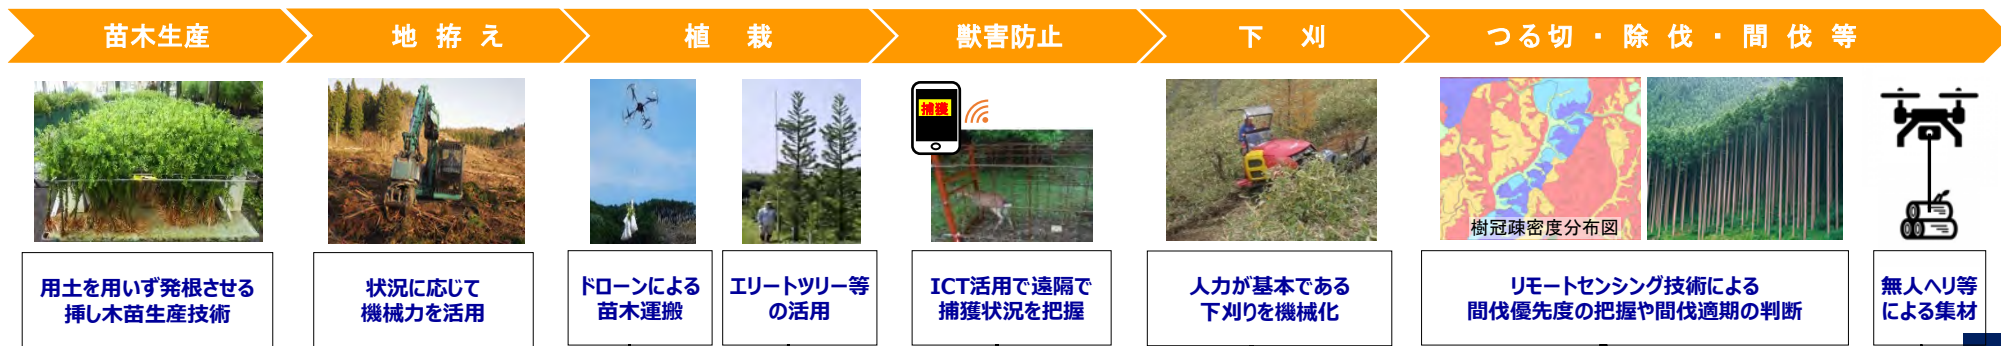 苗木生産
地拵え
植栽
獣害防止
下刈
つる切・除伐・間伐等
捕獲
樹冠疎密度分布図
用土を用いず発根させる
挿し木苗生産技術
状況に応じて
機械力を活用
ドローンによる
苗木運搬
エリートツリー等
の活用
ICT活用で遠隔で
捕獲状況を把握
人力が基本である
下刈りを機械化
リモートセンシング技術による
間伐優先度の把握や間伐適期の判断
無人ヘリ等
による集材